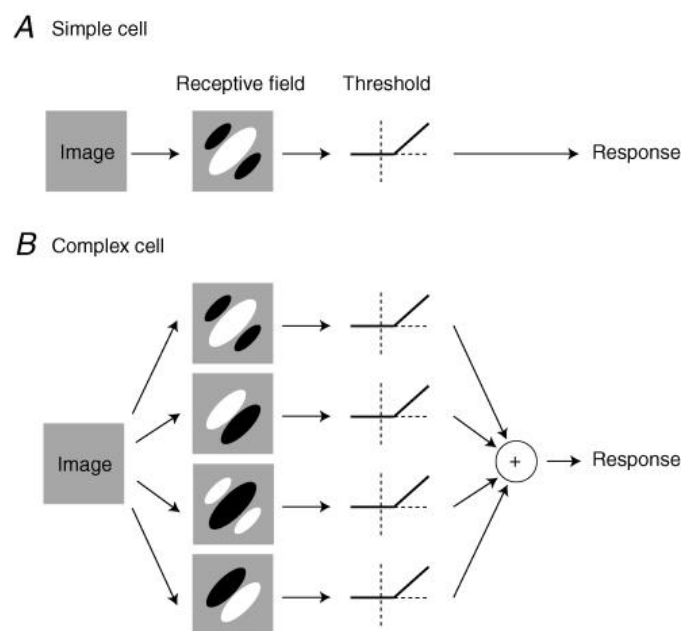 A Simple cell
Receptive field Threshold
Image Response
B Complex cell
Image + Response